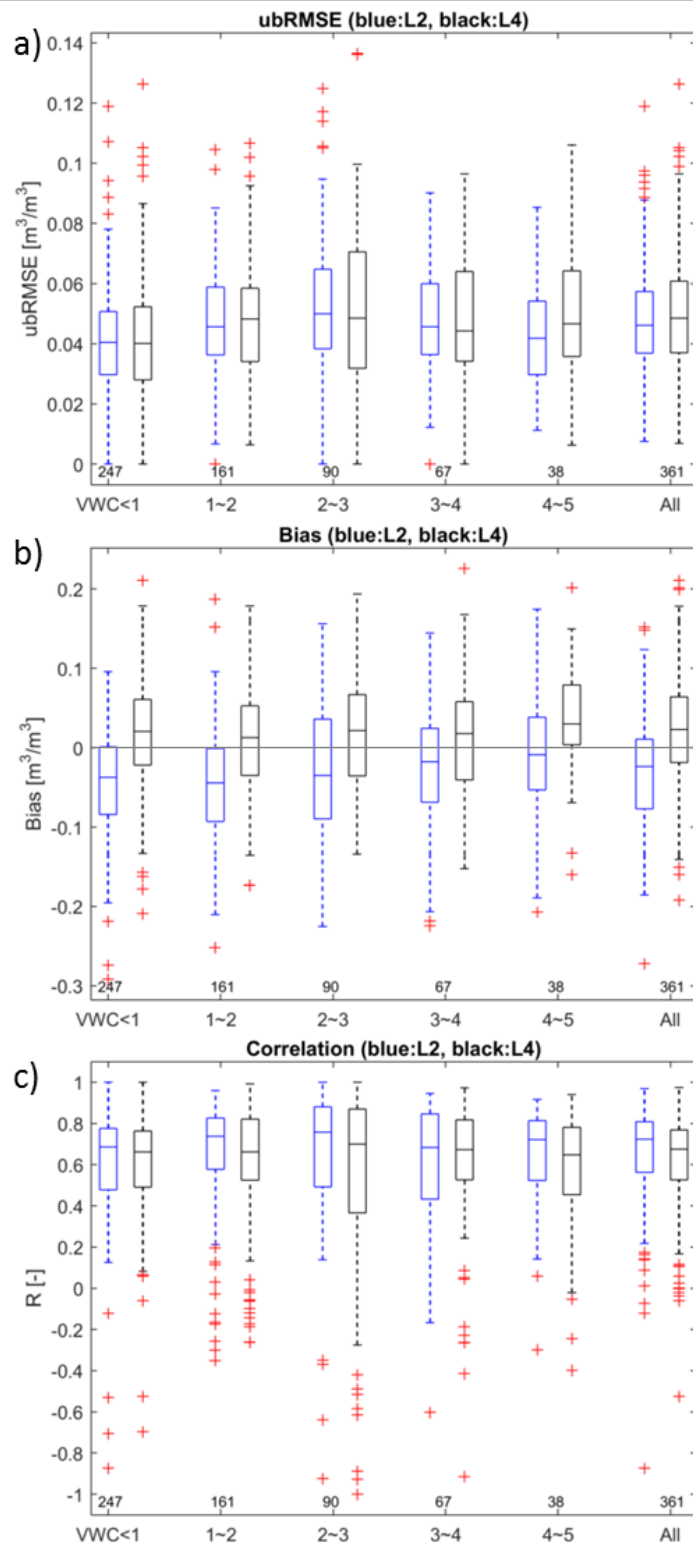 a)
ubRMSE (blue:L2, black:L4)
ubRMSE [m³/m³]
0.14
0.12
0.1
0.08
0.06
0.04
0.02
0
247 161 90 67 38 361
VWC<1 1~2 2~3 3~4 4~5 All
b)
Bias (blue:L2, black:L4)
Bias [m³/m³]
0.2
0.1
0
-0.1
-0.2
-0.3
247 161 90 67 38 361
VWC<1 1~2 2~3 3~4 4~5 All
c)
Correlation (blue:L2, black:L4)
R [-]
1
0.8
0.6
0.4
0.2
0
-0.2
-0.4
-0.6
-0.8
-1
247 161 90 67 38 361
VWC<1 1~2 2~3 3~4 4~5 All